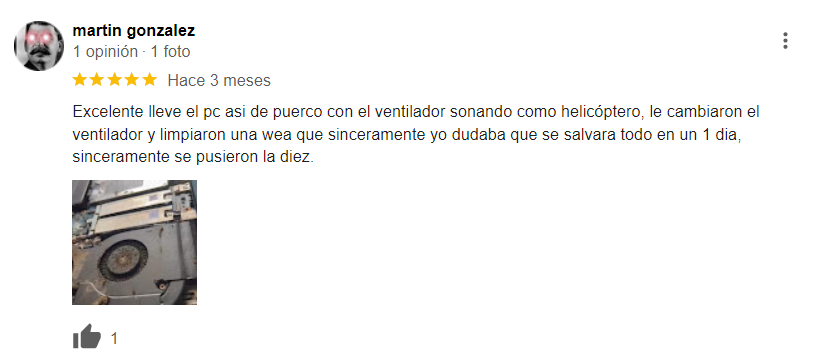 martin gonzalez
1 opinión · 1 foto
Hace 3 meses
Excelente lleve el pc asi de puerco con el ventilador sonando como helicóptero, le cambiaron el
ventilador y limpiaron una wea que sinceramente yo dudaba que se salvara todo en un 1 dia,
sinceramente se pusieron la diez.
1